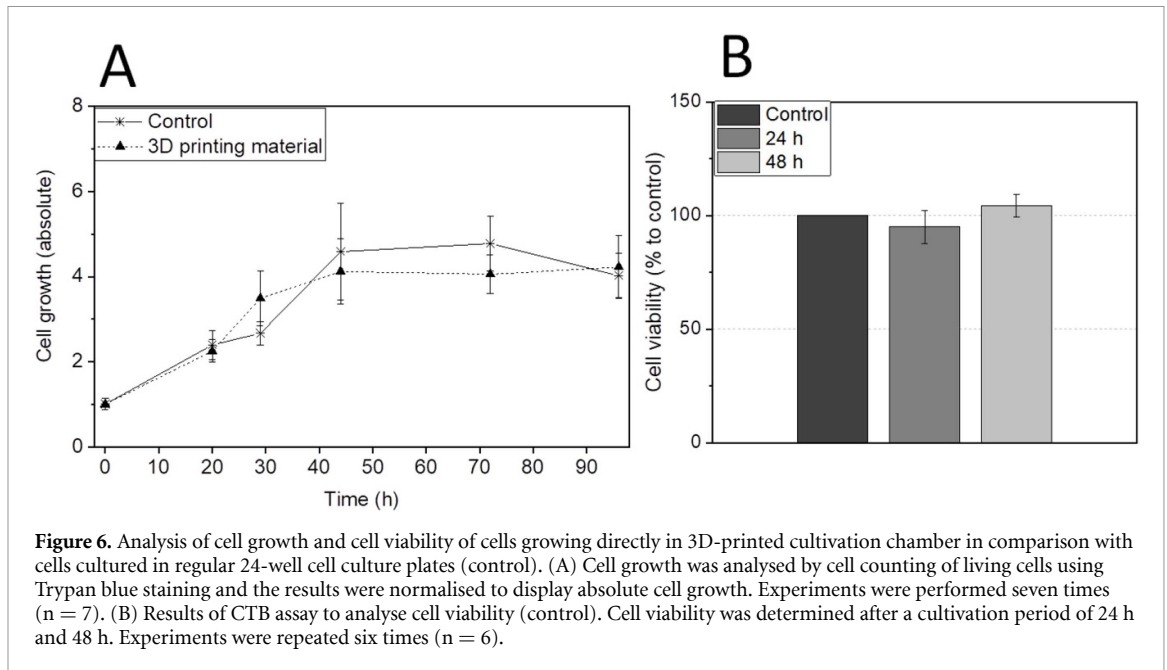 A
8
6
4
2
0
Cell growth (absolute)
Control
3D printing material
0 10 20 30 40 50 60 70 80 90
Time (h)
B
150
100
50
0
Cell viability (% to control)
Control
24 h
48 h
Figure 6. Analysis of cell growth and cell viability of cells growing directly in 3D-printed cultivation chamber in comparison with
cells cultured in regular 24-well cell culture plates (control). (A) Cell growth was analysed by cell counting of living cells using
Trypan blue staining and the results were normalised to display absolute cell growth. Experiments were performed seven times
(n = 7). (B) Results of CTB assay to analyse cell viability (control). Cell viability was determined after a cultivation period of 24 h
and 48 h. Experiments were repeated six times (n = 6).